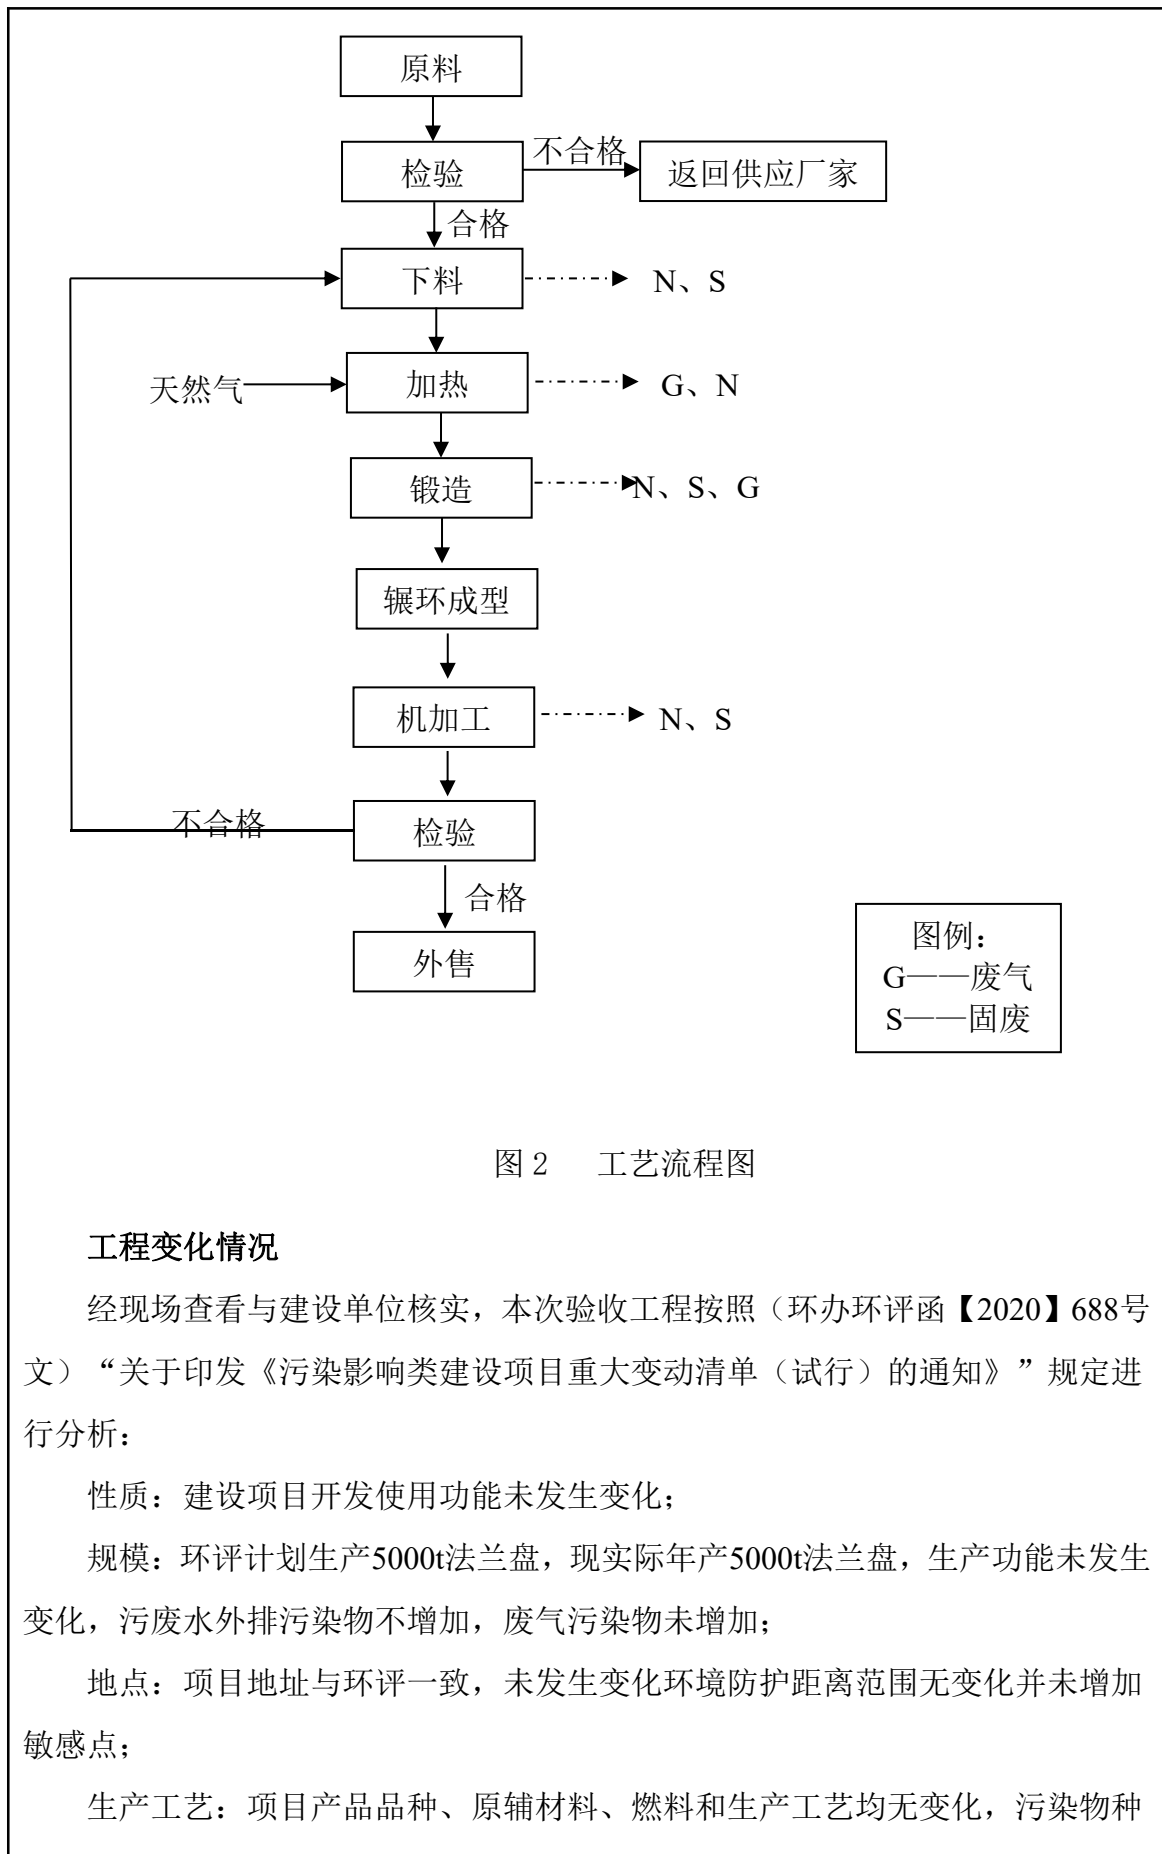 原料
检验
不合格
返回供应厂家
合格
下料
N、S
天然气
加热
G、N
锻造
N、S、G
辗环成型
机加工
N、S
不合格
检验
合格
外售
图例：
G——废气
S——固废
图 2 工艺流程图
工程变化情况
经现场查看与建设单位核实，本次验收工程按照（环办环评函【2020】688号
文）“关于印发《污染影响类建设项目重大变动清单（试行）的通知》”规定进
行分析：
性质：建设项目开发使用功能未发生变化；
规模：环评计划生产5000t法兰盘，现实际年产5000t法兰盘，生产功能未发生
变化，污废水外排污染物不增加，废气污染物未增加；
地点：项目地址与环评一致，未发生变化环境防护距离范围无变化并未增加
敏感点；
生产工艺：项目产品品种、原辅材料、燃料和生产工艺均无变化，污染物种